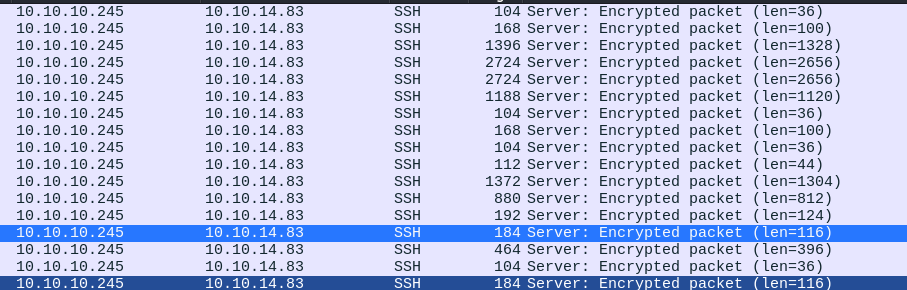 10.10.10.245 10.10.14.83 SSH 104 Server: Encrypted packet (len=36)
10.10.10.245 10.10.14.83 SSH 168 Server: Encrypted packet (len=100)
10.10.10.245 10.10.14.83 SSH 1396 Server: Encrypted packet (len=1328)
10.10.10.245 10.10.14.83 SSH 2724 Server: Encrypted packet (len=2656)
10.10.10.245 10.10.14.83 SSH 2724 Server: Encrypted packet (len=2656)
10.10.10.245 10.10.14.83 SSH 1188 Server: Encrypted packet (len=1120)
10.10.10.245 10.10.14.83 SSH 104 Server: Encrypted packet (len=36)
10.10.10.245 10.10.14.83 SSH 168 Server: Encrypted packet (len=100)
10.10.10.245 10.10.14.83 SSH 104 Server: Encrypted packet (len=36)
10.10.10.245 10.10.14.83 SSH 112 Server: Encrypted packet (len=44)
10.10.10.245 10.10.14.83 SSH 1372 Server: Encrypted packet (len=1304)
10.10.10.245 10.10.14.83 SSH 880 Server: Encrypted packet (len=812)
10.10.10.245 10.10.14.83 SSH 192 Server: Encrypted packet (len=124)
10.10.10.245 10.10.14.83 SSH 184 Server: Encrypted packet (len=116)
10.10.10.245 10.10.14.83 SSH 464 Server: Encrypted packet (len=396)
10.10.10.245 10.10.14.83 SSH 104 Server: Encrypted packet (len=36)
10.10.10.245 10.10.14.83 SSH 184 Server: Encrypted packet (len=116)